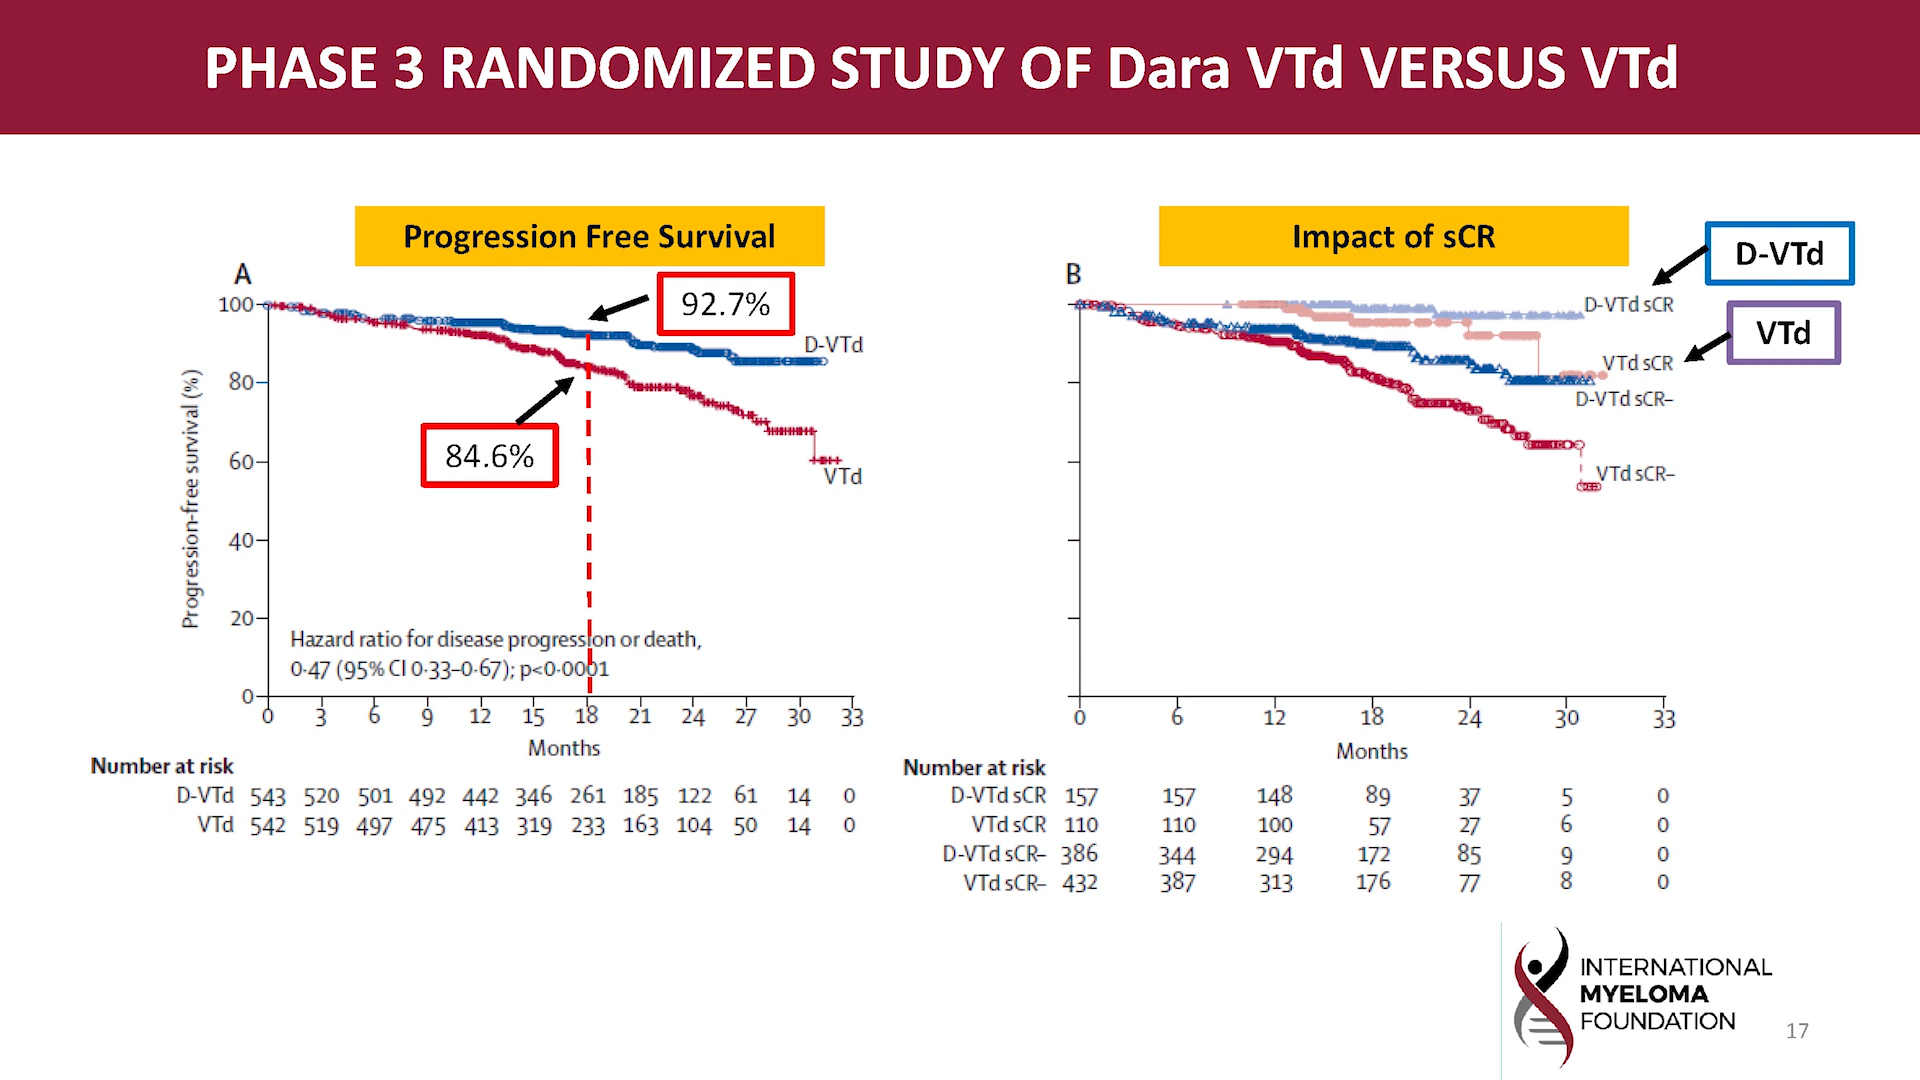 PHASE 3 RANDOMIZED STUDY OF Dara VTd VERSUS VTd
Progression Free Survival
A
92.7%
84.6%
D-VTd
VTd
Progression-free survival (%)
100
80
60
40
20
0
Hazard ratio for disease progression or death,
0·47 (95% CI 0·33–0·67); p<0·0001
0 3 6 9 12 15 18 21 24 27 30 33
Months
Number at risk
D-VTd 543 520 501 492 442 346 261 185 122 61 14 0
VTd 542 519 497 475 413 319 233 163 104 50 14 0
Impact of sCR
B
D-VTd
VTd
D-VTd sCR
VTd sCR
D-VTd sCR–
VTd sCR–
0 6 12 18 24 30 33
Months
Number at risk
D-VTd sCR 157 157 148 89 37 5 0
VTd sCR 110 110 100 57 27 6 0
D-VTd sCR– 386 344 294 172 85 9 0
VTd sCR– 432 387 313 176 77 8 0
INTERNATIONAL
MYELOMA
FOUNDATION
17